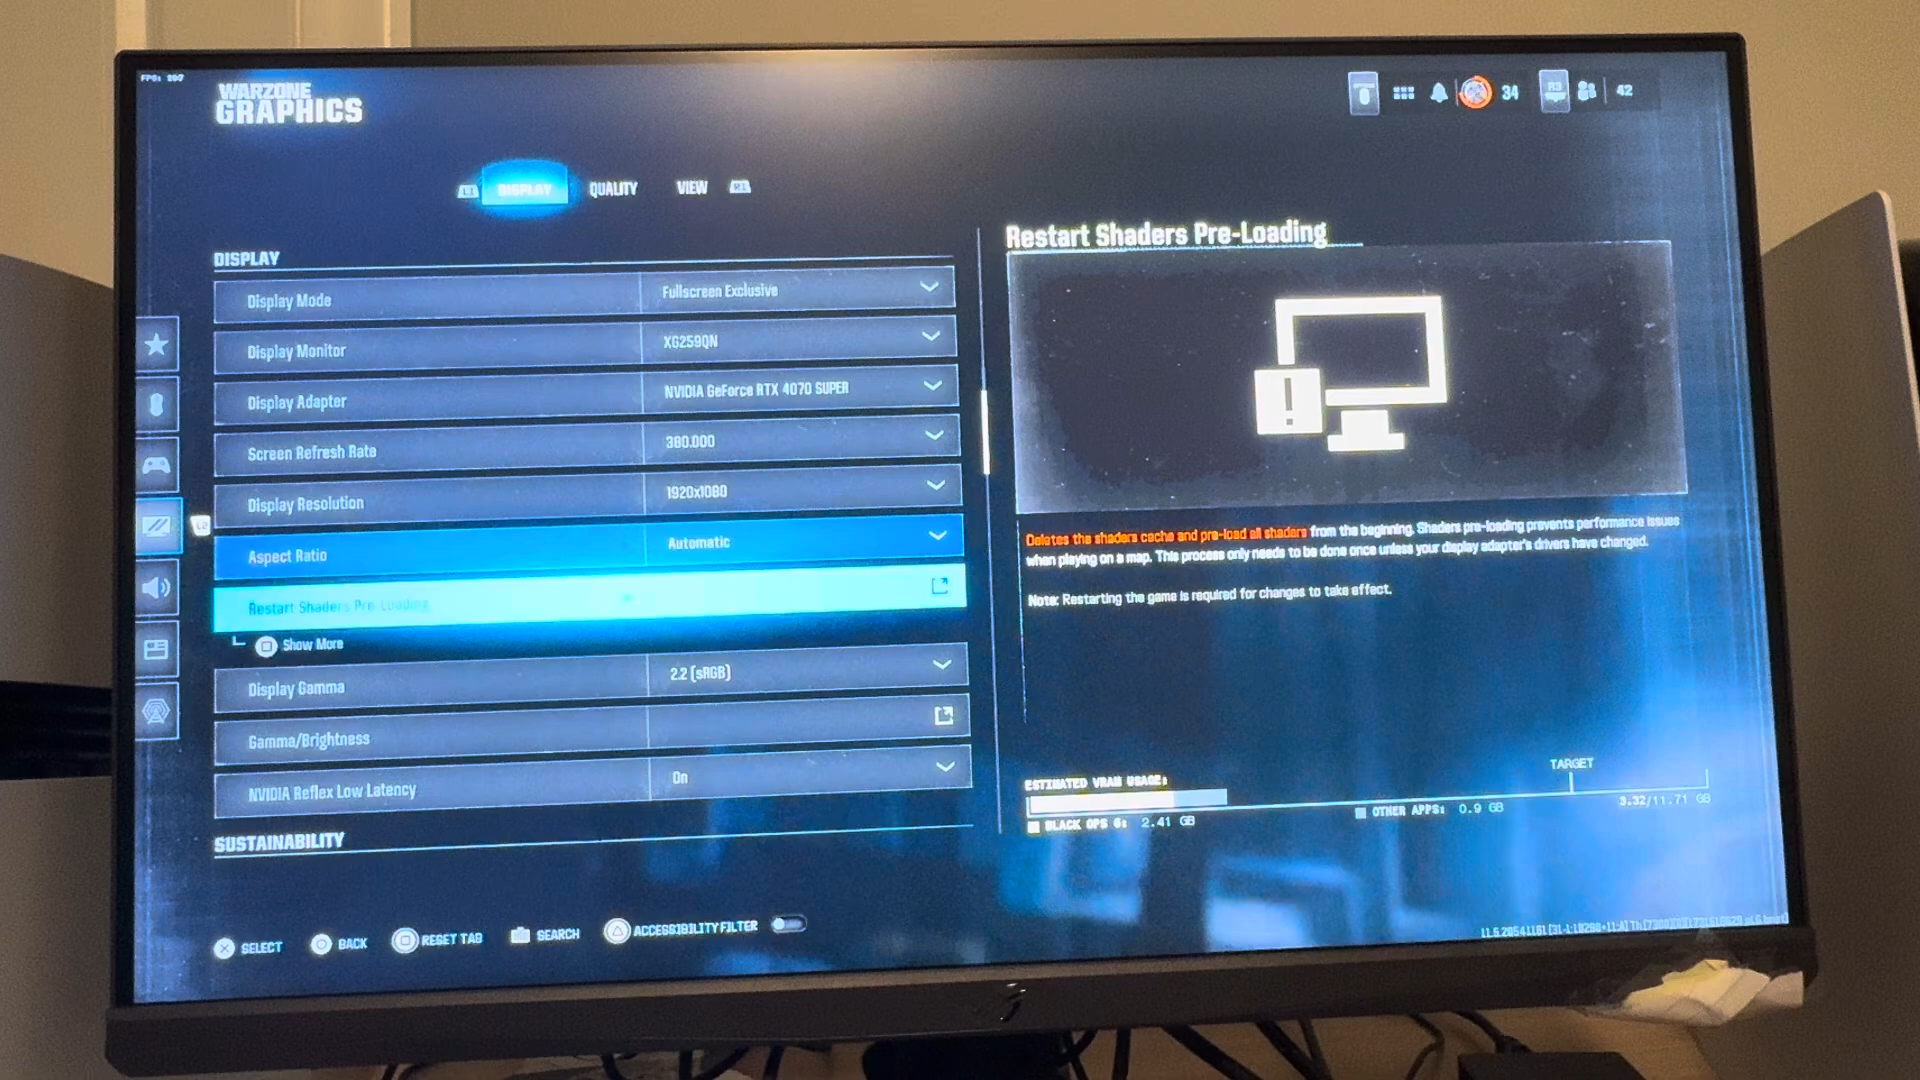 WARZONE
GRAPHICS
34
R3
42
L1
DISPLAY
QUALITY
VIEW
R1
DISPLAY
Display Mode
Fullscreen Exclusive
Display Monitor
XG259QN
Display Adapter
NVIDIA GeForce RTX 4070 SUPER
Screen Refresh Rate
380.000
Display Resolution
1920x1080
L2
Aspect Ratio
Automatic
Restart Shaders Pre-Loading
Show More
Display Gamma
2.2 (sRGB)
Gamma/Brightness
NVIDIA Reflex Low Latency
On
SUSTAINABILITY
Restart Shaders Pre-Loading
Deletes the shaders cache and pre-load all shaders from the beginning. Shaders pre-loading prevents performance issues
when playing on a map. This process only needs to be done once unless your display adapter's drivers have changed.
Note: Restarting the game is required for changes to take effect.
TARGET
ESTIMATED VRAM USAGE:
3.32/11.71 GB
BLACK OPS 6: 2.41 GB
OTHER APPS: 0.9 GB
SELECT
BACK
RESET TAB
SEARCH
ACCESSIBILITY FILTER